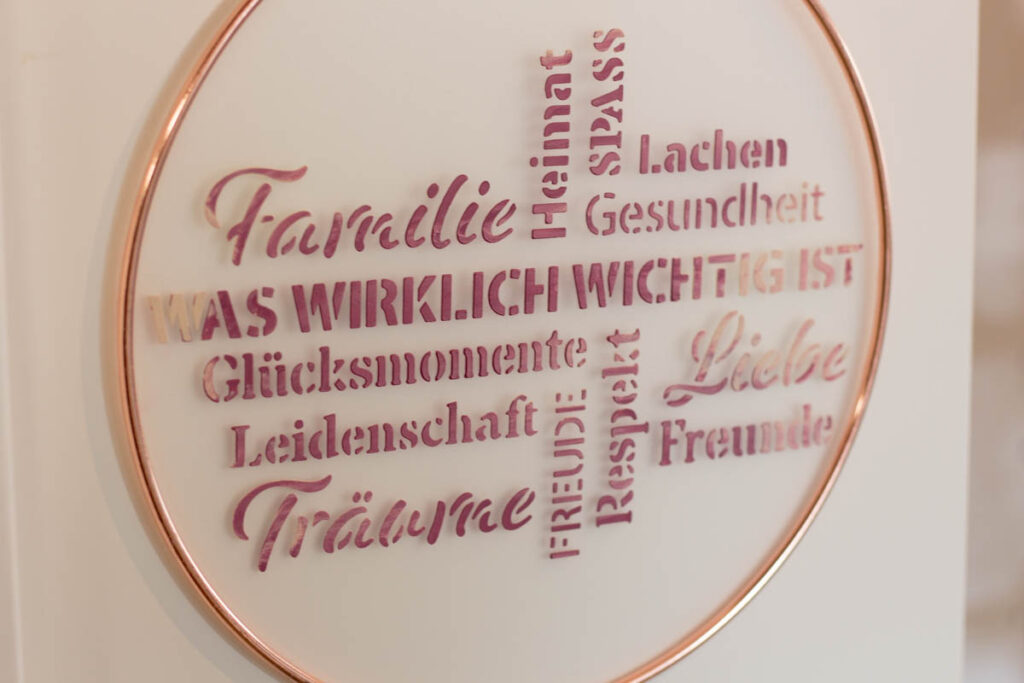 Heimat
SPASS
Lachen
Familie
Gesundheit
WAS WIRKLICH WICHTIG IST
Glücksmomente
Liebe
Respekt
Leidenschaft
FREUDE
Freunde
Träume